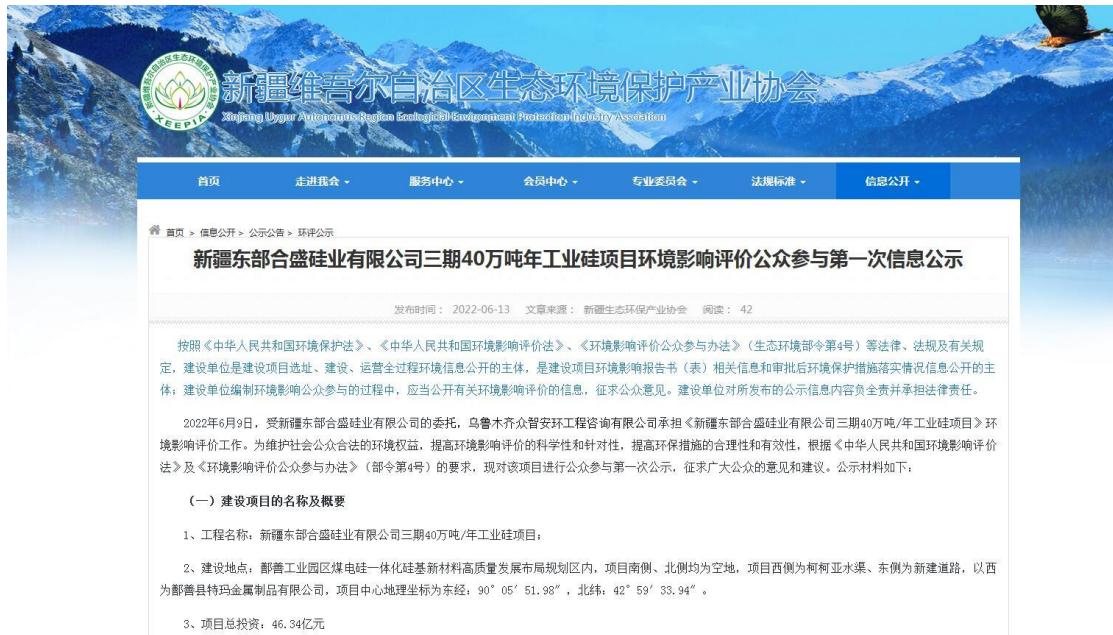 新疆维吾尔自治区生态环境保护产业协会
Xinjiang Uygur Autonomous Region Ecological Environment Protection Industry Association
XEEPIA
首页 走进我会 服务中心 会员中心 专业委员会 法规标准 信息公开
首页 > 信息公开 > 公示公告 > 环评公示
新疆东部合盛硅业有限公司三期40万吨年工业硅项目环境影响评价公众参与第一次信息公示
发布时间： 2022-06-13 文章来源： 新疆生态环保产业协会 阅读： 42
按照《中华人民共和国环境保护法》、《中华人民共和国环境影响评价法》、《环境影响评价公众参与办法》（生态环境部令第4号）等法律、法规及有关规
定，建设单位是建设项目选址、建设、运营全过程环境信息公开的主体，是建设项目环境影响报告书（表）相关信息和审批后环境保护措施落实情况信息公开的主
体；建设单位编制环境影响公众参与的过程中，应当公开有关环境影响评价的信息，征求公众意见。建设单位对所发布的公示信息内容负全责并承担法律责任。
2022年6月9日，受新疆东部合盛硅业有限公司的委托，乌鲁木齐众智安环工程咨询有限公司承担《新疆东部合盛硅业有限公司三期40万吨/年工业硅项目》环
境影响评价工作。为维护社会公众合法的环境权益，提高环境影响评价的科学性和针对性，提高环保措施的合理性和有效性，根据《中华人民共和国环境影响评价
法》及《环境影响评价公众参与办法》（部令第4号）的要求，现对该项目进行公众参与第一次公示，征求广大公众的意见和建议。公示材料如下：
（一）建设项目的名称及概要
1、工程名称：新疆东部合盛硅业有限公司三期40万吨/年工业硅项目；
2、建设地点：鄯善工业园区煤电硅一体化硅基新材料高质量发展布局规划区内，项目南侧、北侧均为空地，项目西侧为柯柯亚水渠、东侧为新建道路，以西
为鄯善县特玛金属制品有限公司，项目中心地理坐标为东经：90°05′51.98″，北纬：42°59′33.94″。
3、项目总投资：46.34亿元